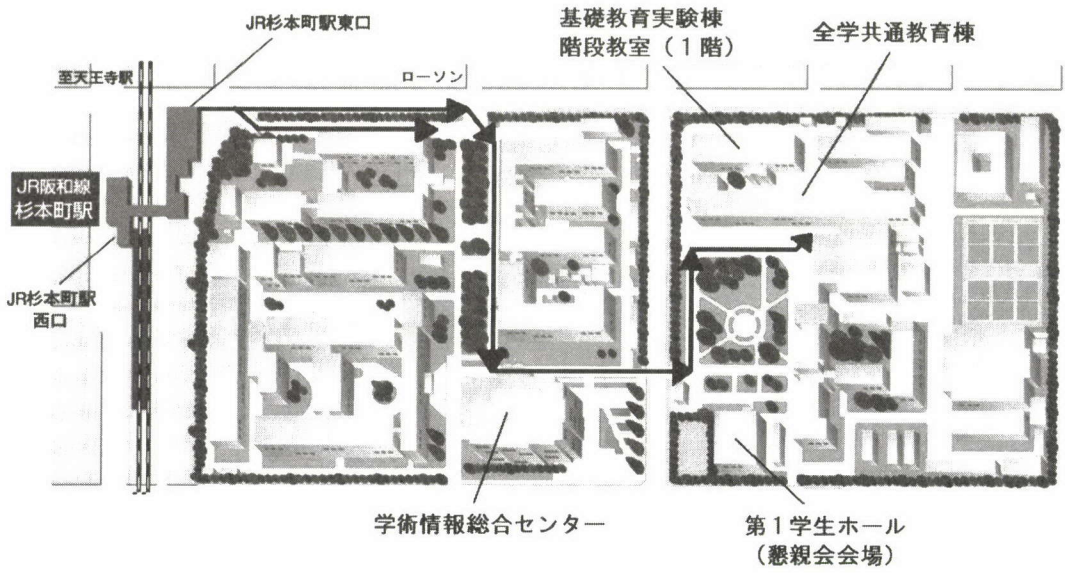 JR杉本町駅東口
基礎教育実験棟
階段教室（１階）
全学共通教育棟
至天王寺駅
ローソン
JR阪和線
杉本町駅
JR杉本町駅
西口
学術情報総合センター
第１学生ホール
（懇親会会場）